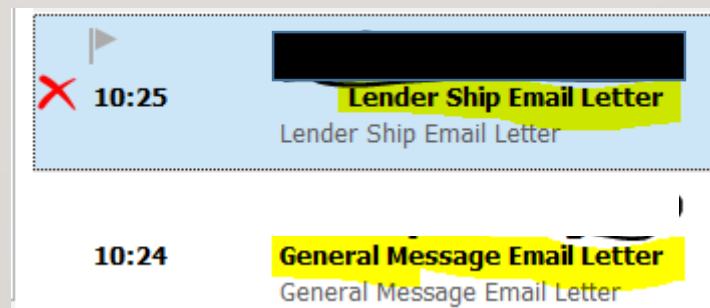 10:25 Lender Ship Email Letter
Lender Ship Email Letter
10:24 General Message Email Letter
General Message Email Letter